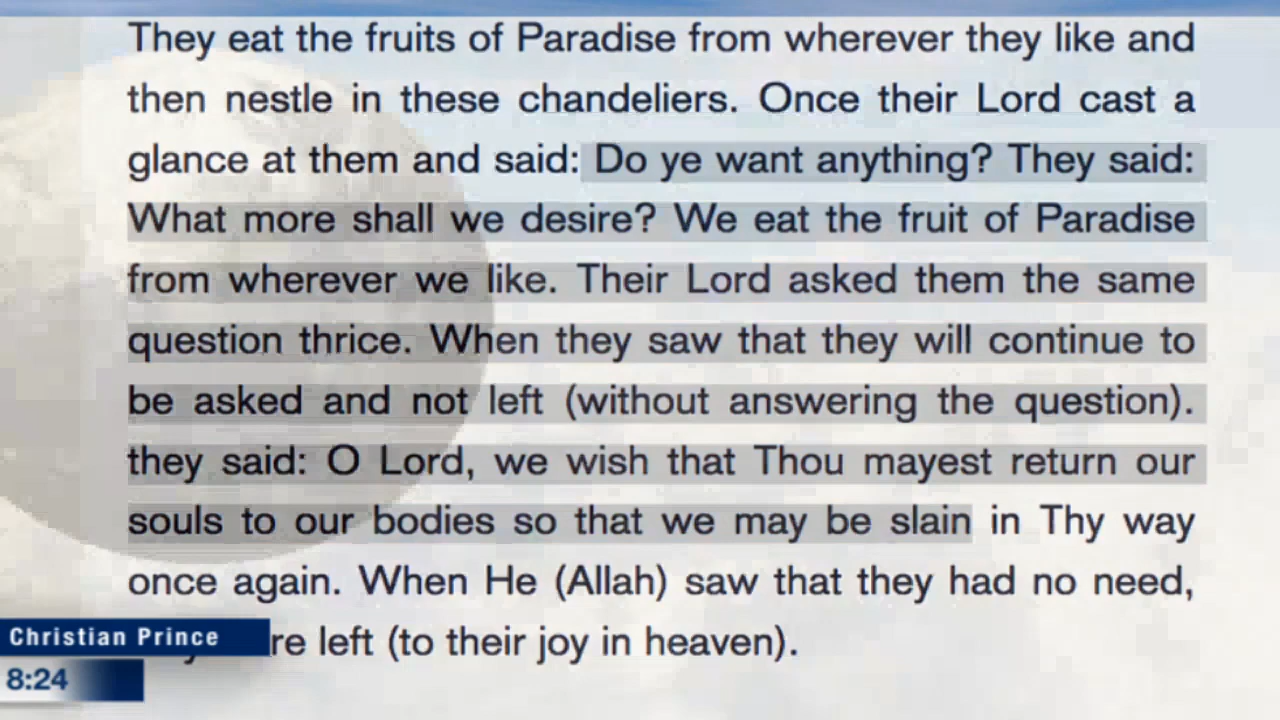 They eat the fruits of Paradise from wherever they like and
then nestle in these chandeliers. Once their Lord cast a
glance at them and said: Do ye want anything? They said:
What more shall we desire? We eat the fruit of Paradise
from wherever we like. Their Lord asked them the same
question thrice. When they saw that they will continue to
be asked and not left (without answering the question).
they said: O Lord, we wish that Thou mayest return our
souls to our bodies so that we may be slain in Thy way
once again. When He (Allah) saw that they had no need,
re left (to their joy in heaven).
Christian Prince
8:24